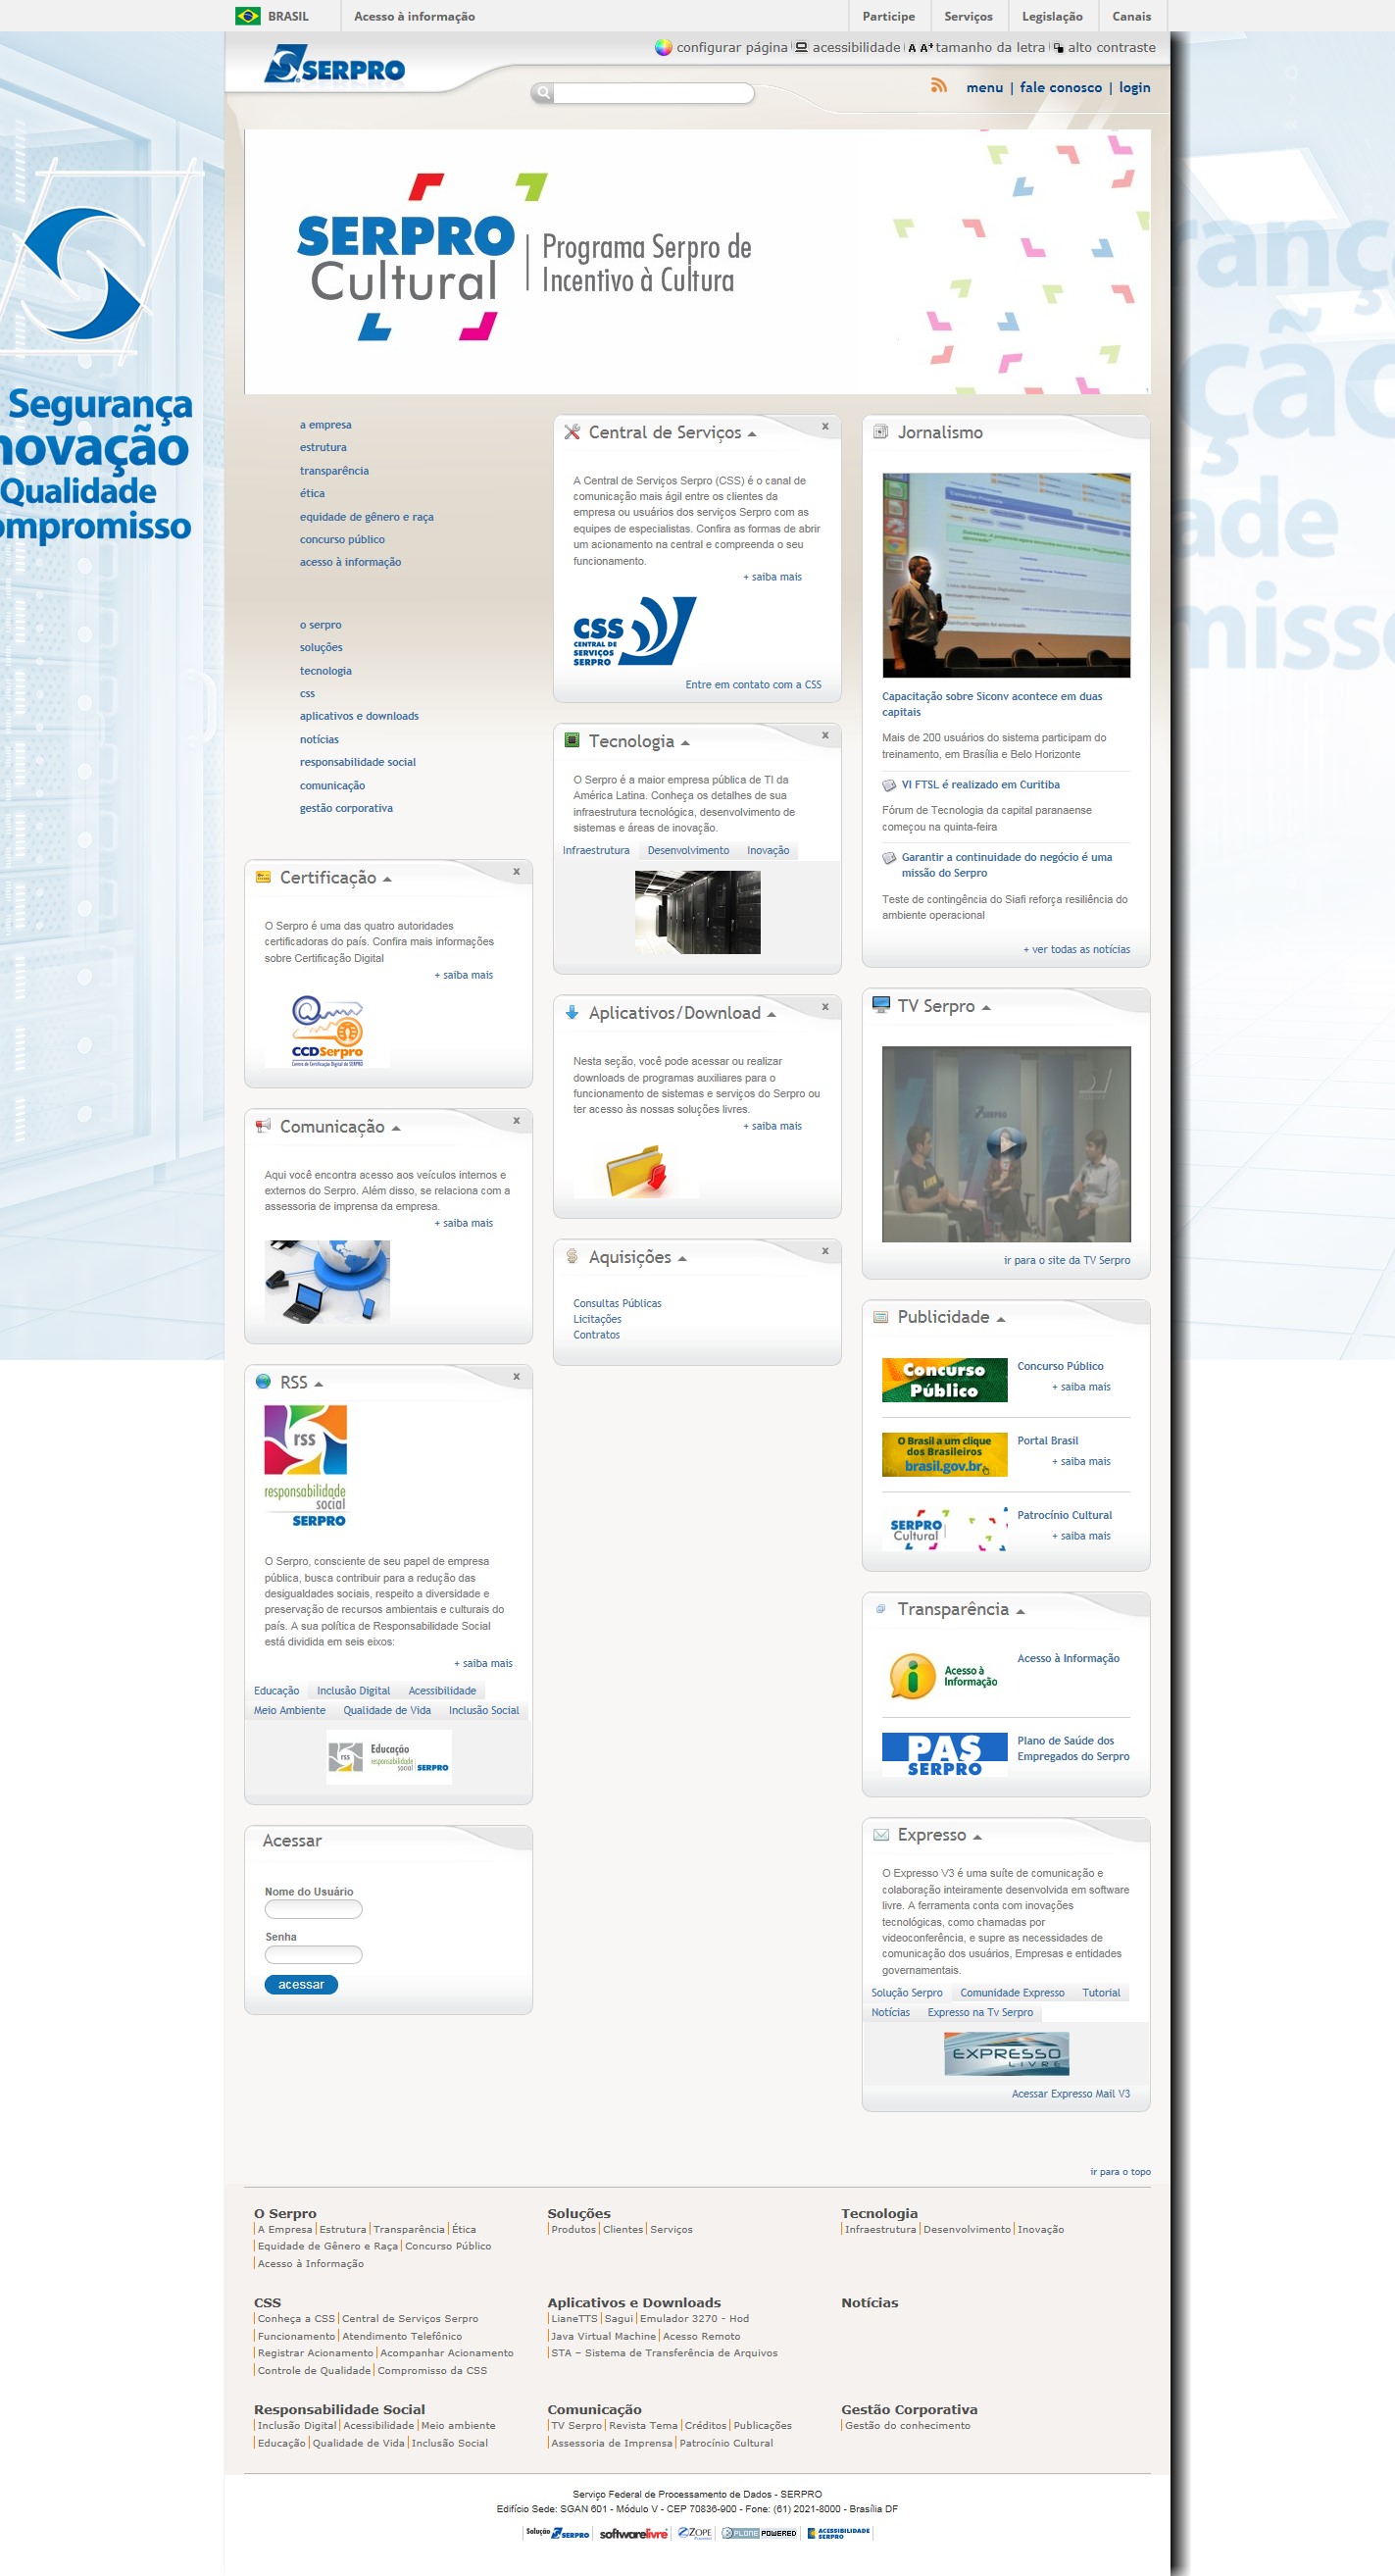 BRASIL
Acesso à informação
Participe
Serviços
Legislação
Canais
SERPRO
configurar página
acessibilidade
A A+ tamanho da letra
alto contraste
menu | fale conosco | login
SERPRO
Cultural
Programa Serpro de
Incentivo à Cultura
Segurança
novação
Qualidade
ompromisso
a empresa
estrutura
transparência
ética
equidade de gênero e raça
concurso público
acesso à informação
o serpro
soluções
tecnologia
css
aplicativos e downloads
notícias
responsabilidade social
comunicação
gestão corporativa
Certificação
x
O Serpro é uma das quatro autoridades
certificadoras do país. Confira mais informações
sobre Certificação Digital
+ saiba mais
CCDSerpro
Centro de Certificação Digital do SERPRO
Comunicação
x
Aqui você encontra acesso aos veículos internos e
externos do Serpro. Além disso, se relaciona com a
assessoria de imprensa da empresa.
+ saiba mais
RSS
x
rss
responsabilidade
social
SERPRO
O Serpro, consciente de seu papel de empresa
pública, busca contribuir para a redução das
desigualdades sociais, respeito a diversidade e
preservação de recursos ambientais e culturais do
país. A sua política de Responsabilidade Social
está dividida em seis eixos:
+ saiba mais
Educação
Inclusão Digital
Acessibilidade
Meio Ambiente
Qualidade de Vida
Inclusão Social
rss
Educação
responsabilidade
social
SERPRO
Acessar
Nome do Usuário
Senha
acessar
Central de Serviços
x
A Central de Serviços Serpro (CSS) é o canal de
comunicação mais ágil entre os clientes da
empresa ou usuários dos serviços Serpro com as
equipes de especialistas. Confira as formas de abrir
um acionamento na central e compreenda o seu
funcionamento.
+ saiba mais
CSS
CENTRAL DE
SERVIÇOS
SERPRO
Entre em contato com a CSS
Tecnologia
x
O Serpro é a maior empresa pública de TI da
América Latina. Conheça os detalhes de sua
infraestrutura tecnológica, desenvolvimento de
sistemas e áreas de inovação.
Infraestrutura
Desenvolvimento
Inovação
Aplicativos/Download
x
Nesta seção, você pode acessar ou realizar
downloads de programas auxiliares para o
funcionamento de sistemas e serviços do Serpro ou
ter acesso às nossas soluções livres.
+ saiba mais
Aquisições
x
Consultas Públicas
Licitações
Contratos
Jornalismo
Capacitação sobre Siconv acontece em duas
capitais
Mais de 200 usuários do sistema participam do
treinamento, em Brasília e Belo Horizonte
VI FTSL é realizado em Curitiba
Fórum de Tecnologia da capital paranaense
começou na quinta-feira
Garantir a continuidade do negócio é uma
missão do Serpro
Teste de contingência do Siafi reforça resiliência do
ambiente operacional
+ ver todas as notícias
TV Serpro
SERPRO
ir para o site da TV Serpro
Publicidade
Concurso
Público
Concurso Público
+ saiba mais
O Brasil a um clique
dos Brasileiros
brasil.gov.br
Portal Brasil
+ saiba mais
SERPRO
Cultural
Patrocínio Cultural
+ saiba mais
Transparência
Acesso à
Informação
Acesso à Informação
PAS
SERPRO
Plano de Saúde dos
Empregados do Serpro
Expresso
O Expresso V3 é uma suíte de comunicação e
colaboração inteiramente desenvolvida em software
livre. A ferramenta conta com inovações
tecnológicas, como chamadas por
videoconferência, e supre as necessidades de
comunicação dos usuários, Empresas e entidades
governamentais.
Solução Serpro
Comunidade Expresso
Tutorial
Notícias
Expresso na Tv Serpro
EXPRESSO
LIVRE
Acessar Expresso Mail V3
rança
ção
dade
misso
ir para o topo
O Serpro
A Empresa
Estrutura
Transparência
Ética
Equidade de Gênero e Raça
Concurso Público
Acesso à Informação
Soluções
Produtos
Clientes
Serviços
Tecnologia
Infraestrutura
Desenvolvimento
Inovação
CSS
Conheça a CSS
Central de Serviços Serpro
Funcionamento
Atendimento Telefônico
Registrar Acionamento
Acompanhar Acionamento
Controle de Qualidade
Compromisso da CSS
Aplicativos e Downloads
LianeTTS
Sagui
Emulador 3270 - Hod
Java Virtual Machine
Acesso Remoto
STA – Sistema de Transferência de Arquivos
Notícias
Responsabilidade Social
Inclusão Digital
Acessibilidade
Meio ambiente
Educação
Qualidade de Vida
Inclusão Social
Comunicação
TV Serpro
Revista Tema
Créditos
Publicações
Assessoria de Imprensa
Patrocínio Cultural
Gestão Corporativa
Gestão do conhecimento
Serviço Federal de Processamento de Dados - SERPRO
Edifício Sede: SGAN 601 - Módulo V - CEP 70836-900 - Fone: (61) 2021-8000 - Brasília DF
Solução SERPRO
softwarelivre
ZOPE
PLONE POWERED
ACESSIBILIDADE
SERPRO